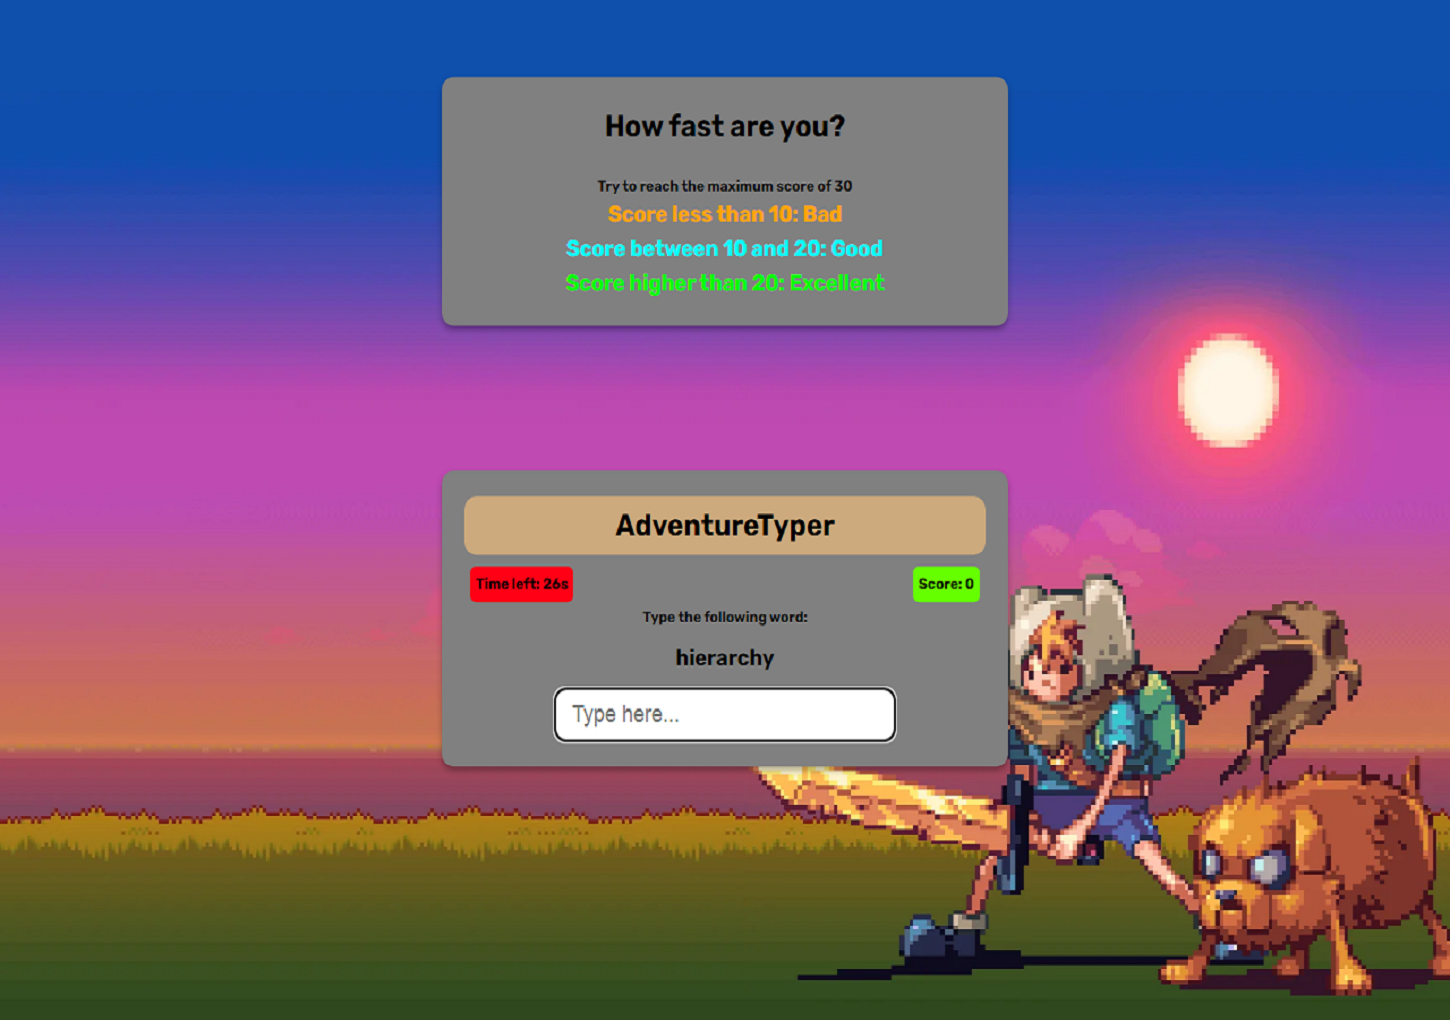 How fast are you?
Try to reach the maximum score of 30
Score less than 10: Bad
Score between 10 and 20: Good
Score higher than 20: Excellent
AdventureTyper
Time left: 26s
Score: 0
Type the following word:
hierarchy
Type here...